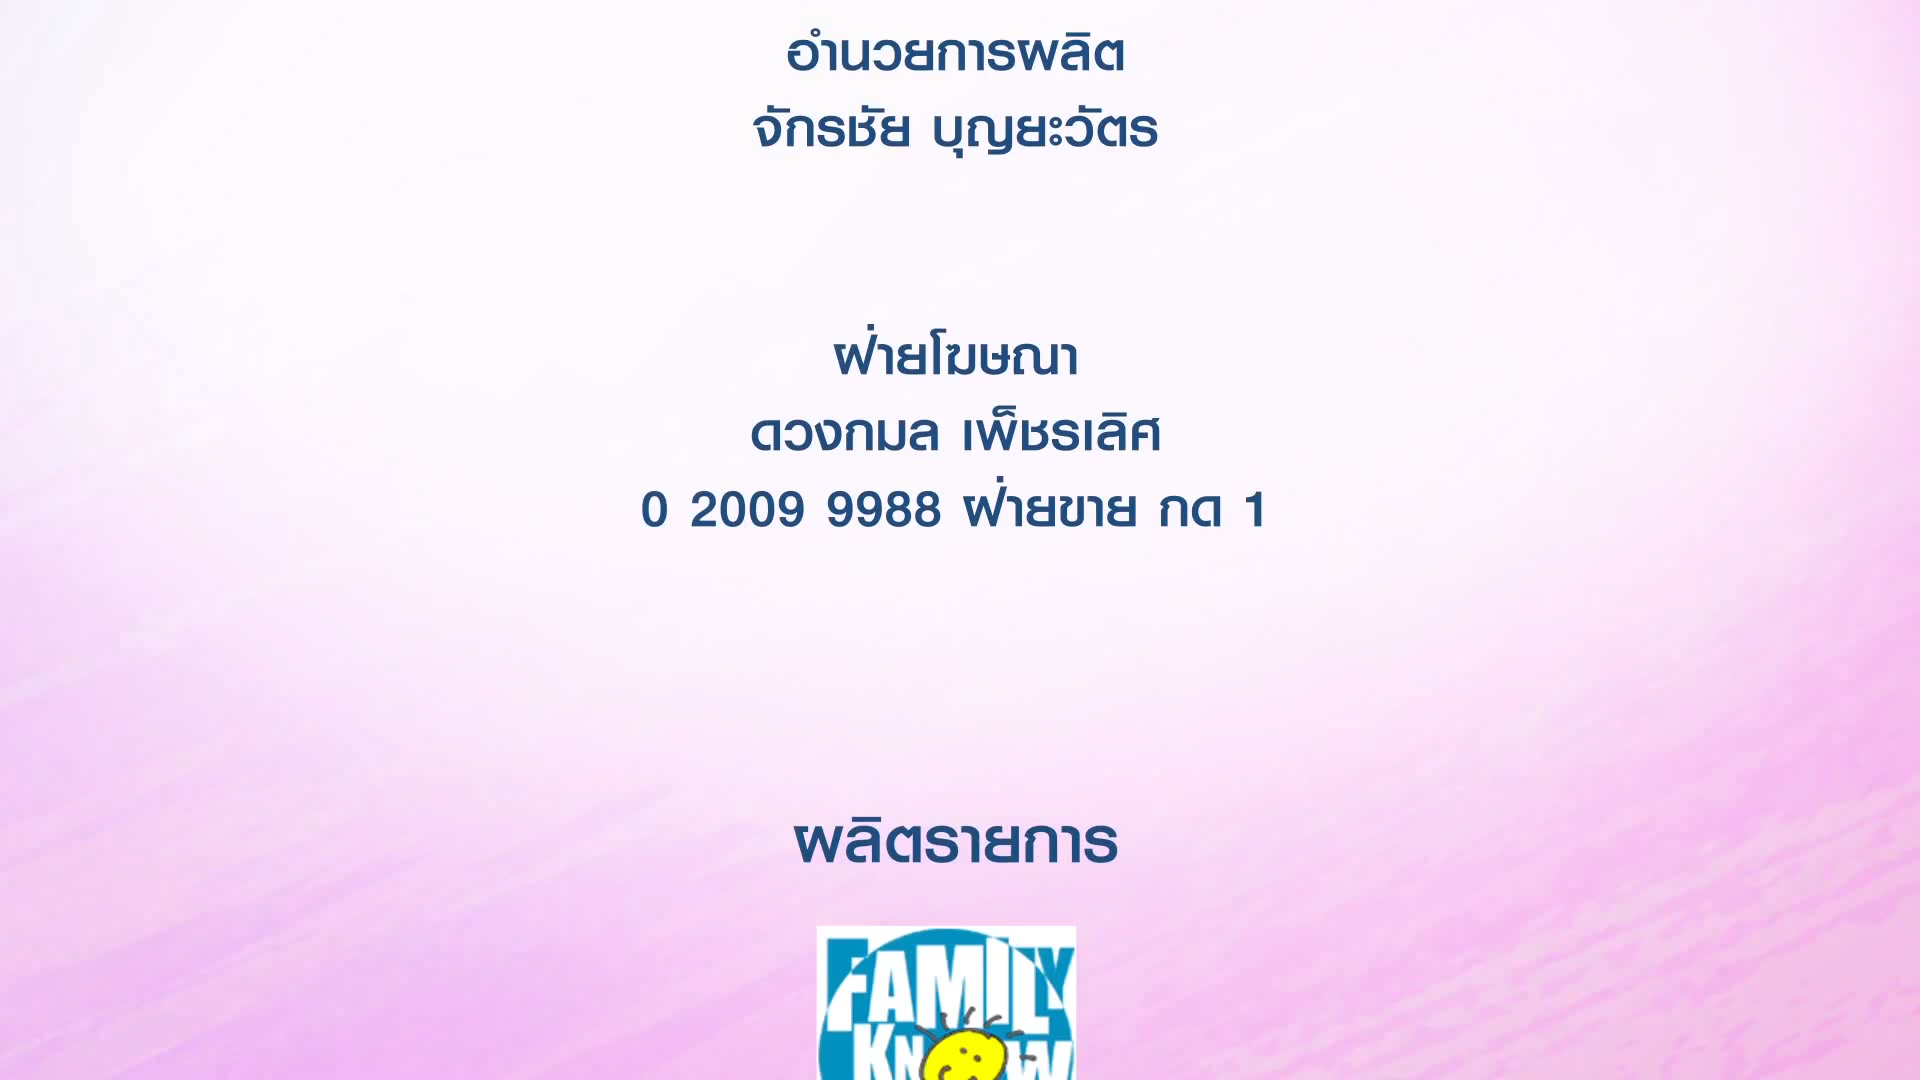 อำนวยการผลิต
จักรชัย บุญยะวัตร
ฝ่ายโฆษณา
ดวงกมล เพ็ชรเลิศ
0 2009 9988 ฝ่ายขาย กด 1
ผลิตรายการ
FAMILY
KNOW